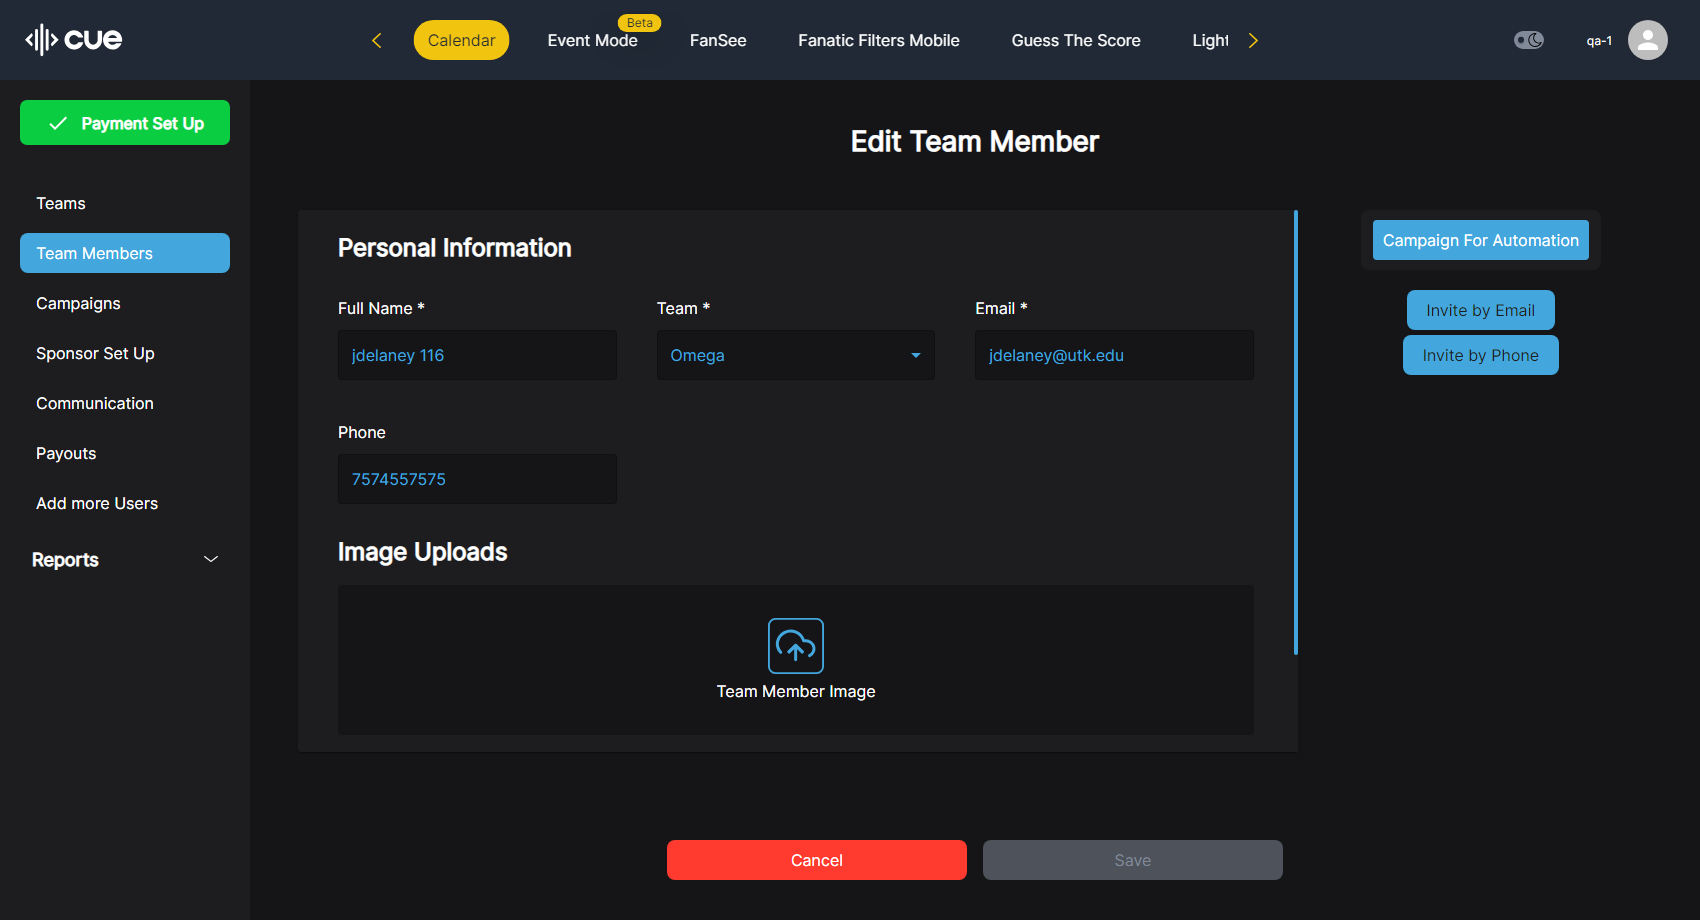 cue
Calendar
Event Mode
Beta
FanSee
Fanatic Filters Mobile
Guess The Score
Light
qa-1
Payment Set Up
Teams
Team Members
Campaigns
Sponsor Set Up
Communication
Payouts
Add more Users
Reports
Edit Team Member
Personal Information
Full Name *
Team *
Email *
jdelaney 116
Omega
jdelaney@utk.edu
Phone
7574557575
Image Uploads
Team Member Image
Campaign For Automation
Invite by Email
Invite by Phone
Cancel
Save